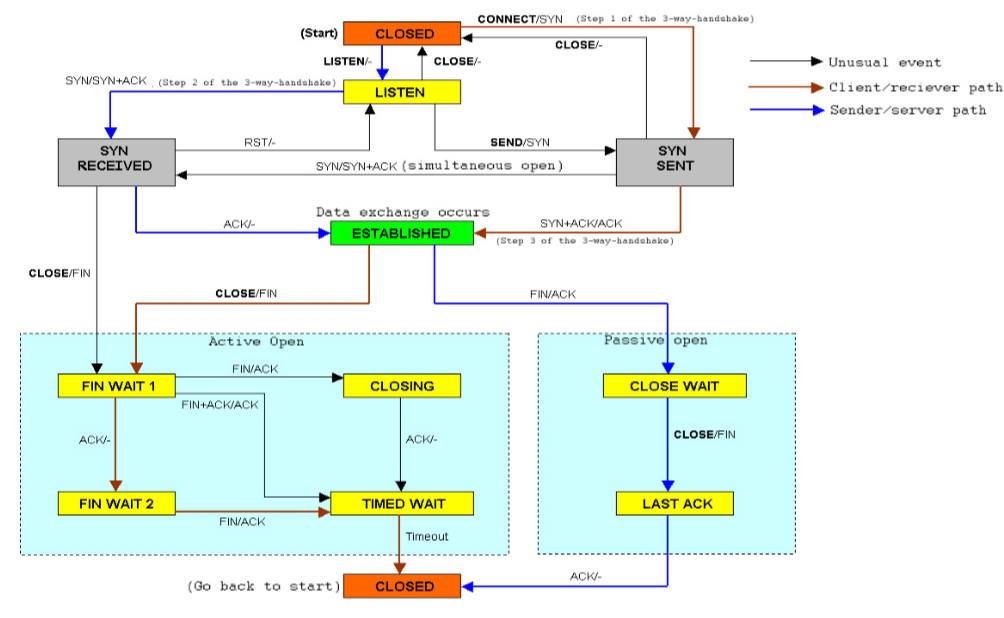 CONNECT/SYN (Step 1 of the 3-way-handshake)
(Start) CLOSED
CLOSE/-
LISTEN/- CLOSE/-
Unusual event
Client/reciever path
Sender/server path
SYN/SYN+ACK (Step 2 of the 3-way-handshake)
LISTEN
SYN
RECEIVED
RST/-
SEND/SYN
SYN
SENT
SYN/SYN+ACK (simultaneous open)
Data exchange occurs
ACK/-
ESTABLISHED
SYN+ACK/ACK
(Step 3 of the 3-way-handshake)
CLOSE/FIN
CLOSE/FIN
FIN/ACK
Active Open
Passive open
FIN WAIT 1
FIN/ACK
CLOSING
CLOSE WAIT
FIN+ACK/ACK
ACK/-
ACK/-
CLOSE/FIN
FIN WAIT 2
TIMED WAIT
LAST ACK
FIN/ACK
Timeout
(Go back to start) CLOSED
ACK/-